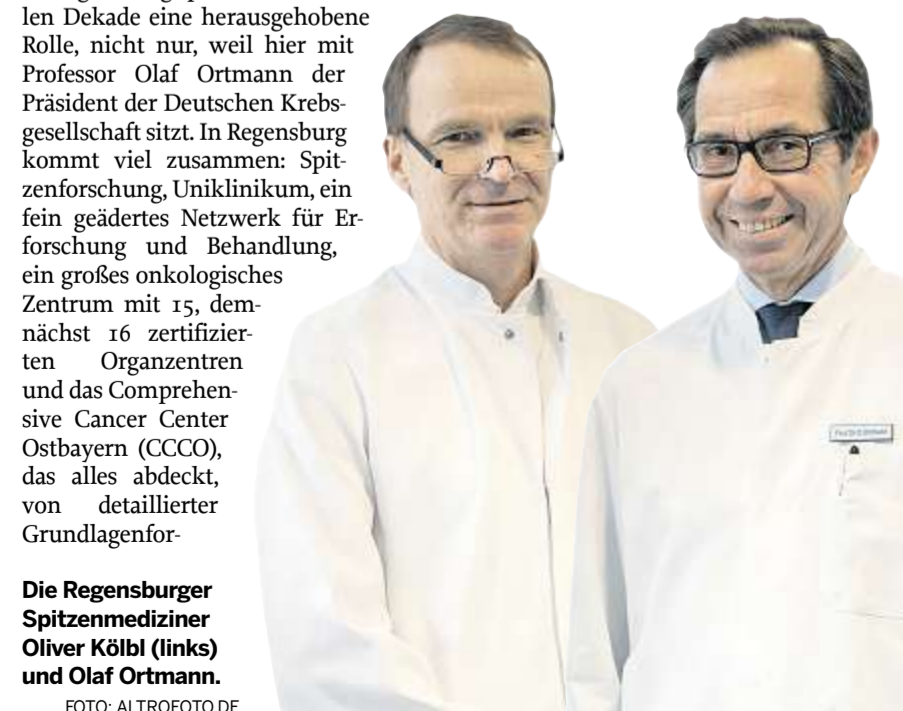 len Dekade eine herausgehobene
Rolle, nicht nur, weil hier mit
Professor Olaf Ortmann der
Präsident der Deutschen Krebs-
gesellschaft sitzt. In Regensburg
kommt viel zusammen: Spit-
zenforschung, Uniklinikum, ein
fein geädertes Netzwerk für Er-
forschung und Behandlung,
ein großes onkologisches
Zentrum mit 15, dem-
nächst 16 zertifizier-
ten Organzentren
und das Comprehen-
sive Cancer Center
Ostbayern (CCCO),
das alles abdeckt,
von detaillierter
Grundlagenfor-
Die Regensburger
Spitzenmediziner
Oliver Kölbl (links)
und Olaf Ortmann.
FOTO: ALTROFOTO.DE